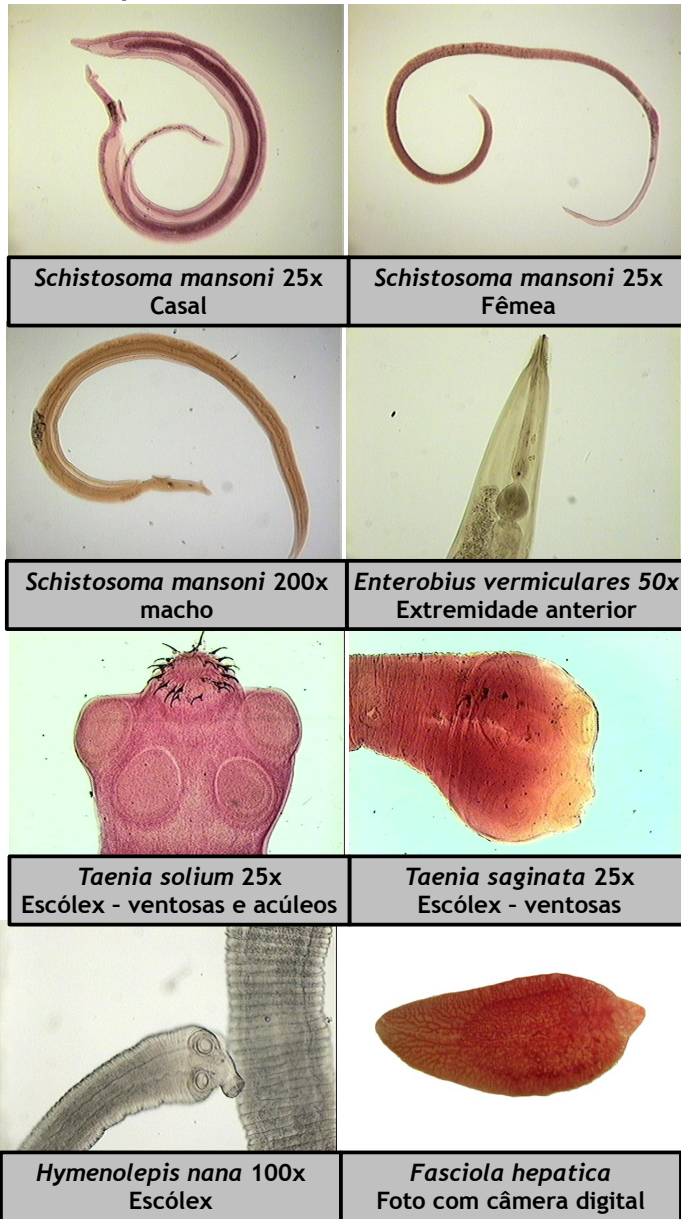 Schistosoma mansoni 25x
Casal
Schistosoma mansoni 25x
Fêmea
Schistosoma mansoni 200x
macho
Enterobius vermiculares 50x
Extremidade anterior
Taenia solium 25x
Escólex - ventosas e acúleos
Taenia saginata 25x
Escólex - ventosas
Hymenolepis nana 100x
Escólex
Fasciola hepatica
Foto com câmera digital